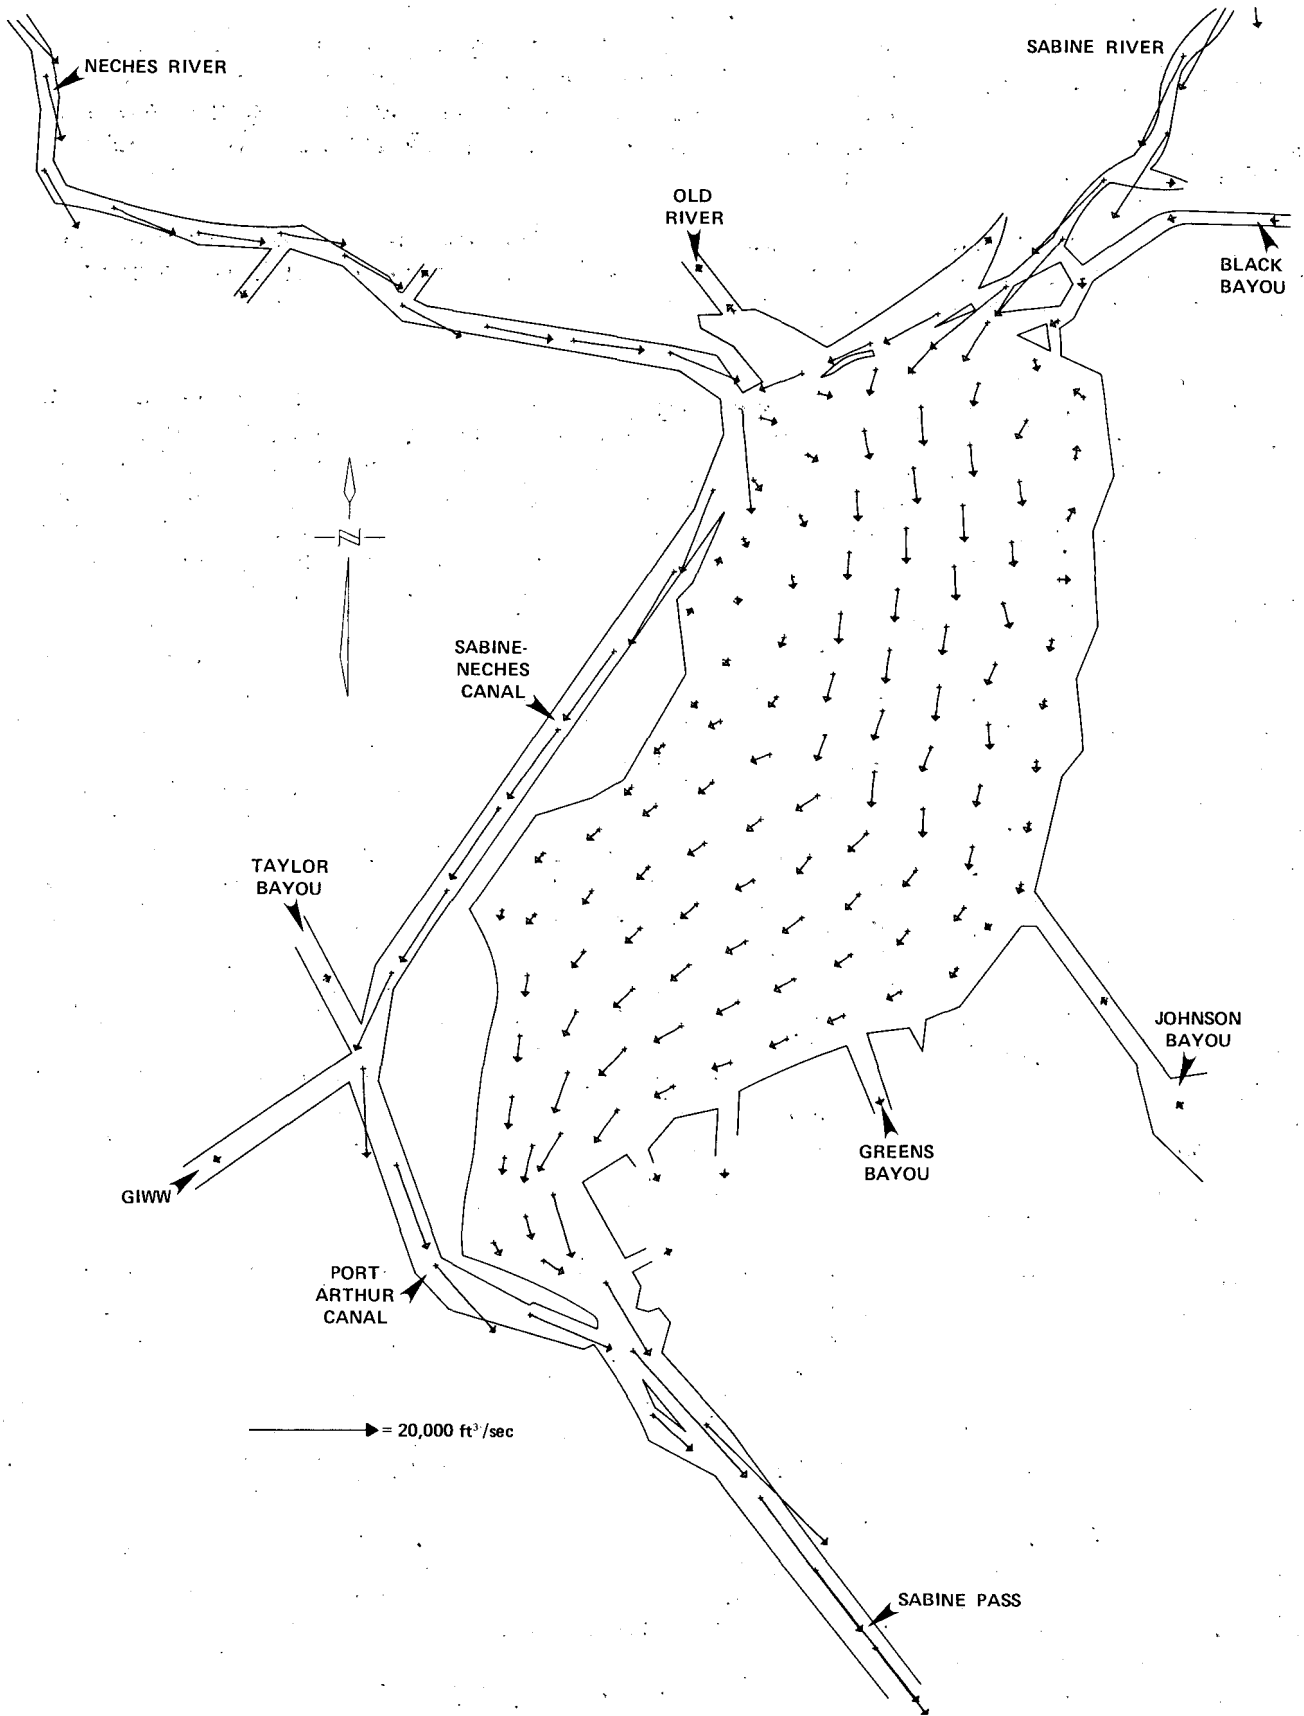 NECHES RIVER
SABINE RIVER
OLD
RIVER
BLACK
BAYOU
N
SABINE-
NECHES
CANAL
TAYLOR
BAYOU
JOHNSON
BAYOU
GREENS
BAYOU
GIWW
PORT
ARTHUR
CANAL
= 20,000 ft³/sec
SABINE PASS